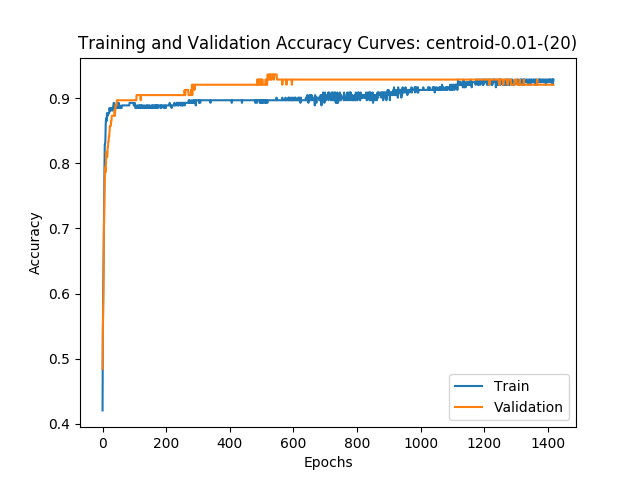 Training and Validation Accuracy Curves: centroid-0.01-(20)
Accuracy
0.9
0.8
0.7
0.6
0.5
0.4
0
200
400
600
800
1000
1200
1400
Epochs
Train
Validation